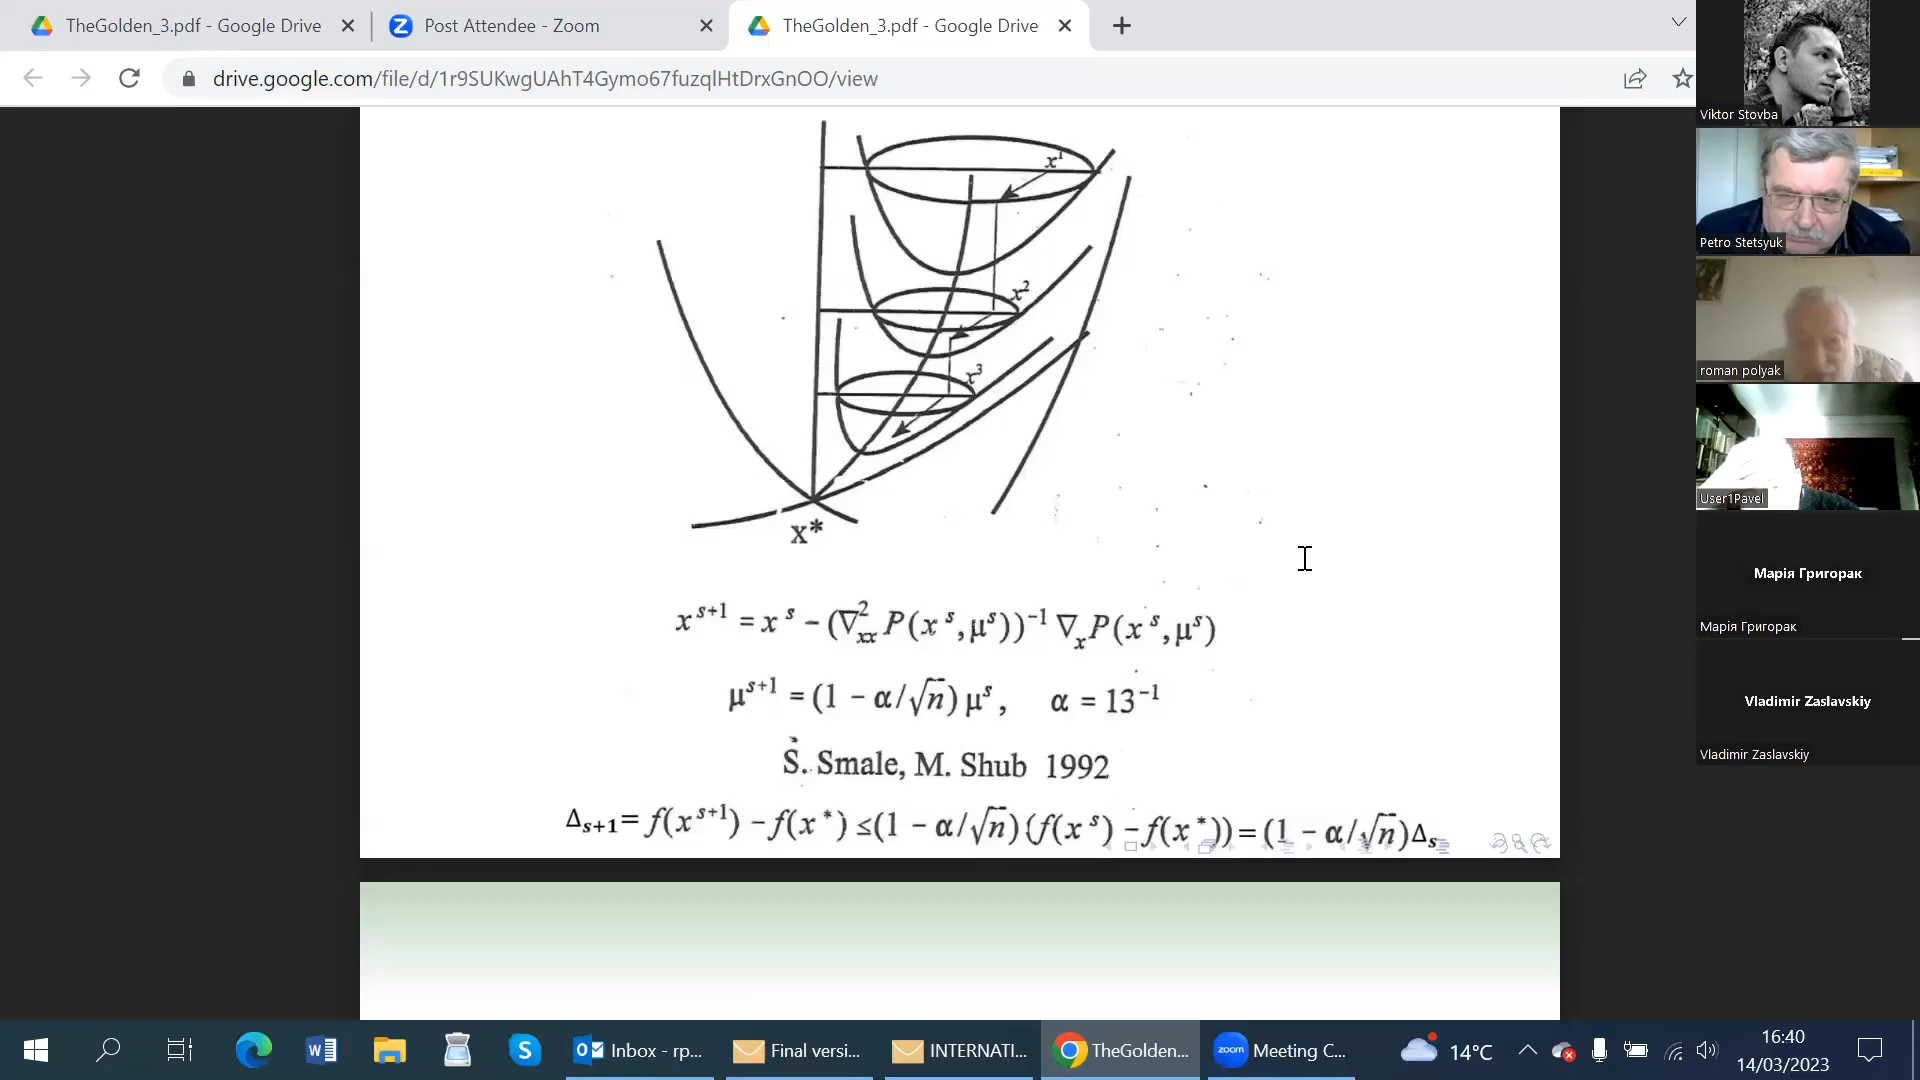 TheGolden_3.pdf - Google Drive
Post Attendee - Zoom
TheGolden_3.pdf - Google Drive
drive.google.com/file/d/1r9SUKwgUAhT4Gymo67fuzqlHtDrxGnOO/view
x¹
x²
x³
x*
x^{s+1} = x^s − (∇²_{xx} P(x^s, μ^s))^{−1} ∇_x P(x^s, μ^s)
μ^{s+1} = (1 − α/√n) μ^s, α = 13^{−1}
S. Smale, M. Shub 1992
Δ_{s+1} = f(x^{s+1}) − f(x*) ≤ (1 − α/√n) (f(x^s) − f(x*)) = (1 − α/√n)Δ_s
Viktor Stovba
Petro Stetsyuk
roman polyak
User1Pavel
Марія Григорак
Марія Григорак
Vladimir Zaslavskiy
Vladimir Zaslavskiy
Inbox - rp...
Final versi...
INTERNATI...
TheGolden...
zoom
Meeting C...
14°C
16:40
14/03/2023